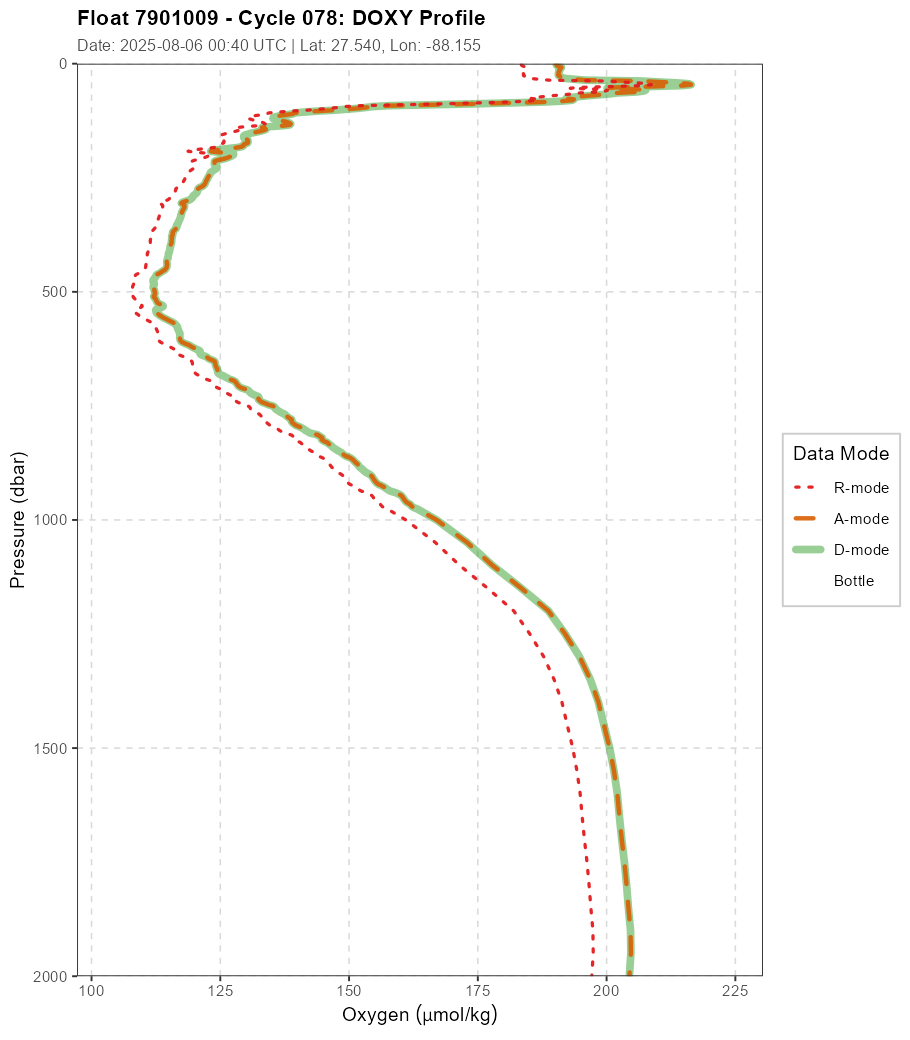 Float 7901009 - Cycle 078: DOXY Profile
Date: 2025-08-06 00:40 UTC | Lat: 27.540, Lon: -88.155
0
500
1000
1500
2000
Pressure (dbar)
100 125 150 175 200 225
Oxygen (μmol/kg)
Data Mode
R-mode
A-mode
D-mode
Bottle